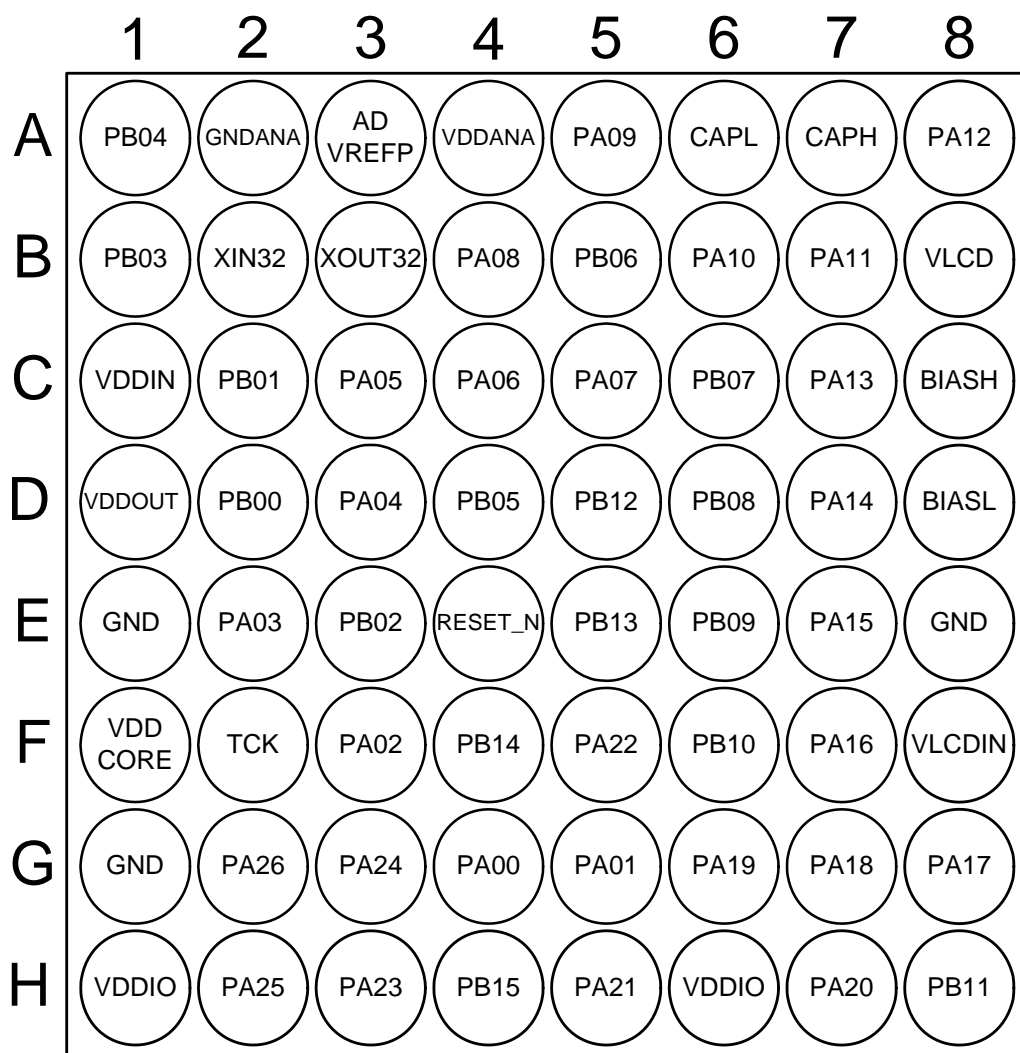 1 2 3 4 5 6 7 8
A PB04 GNDANA AD VREFP VDDANA PA09 CAPL CAPH PA12
B PB03 XIN32 XOUT32 PA08 PB06 PA10 PA11 VLCD
C VDDIN PB01 PA05 PA06 PA07 PB07 PA13 BIASH
D VDDOUT PB00 PA04 PB05 PB12 PB08 PA14 BIASL
E GND PA03 PB02 RESET_N PB13 PB09 PA15 GND
F VDD CORE TCK PA02 PB14 PA22 PB10 PA16 VLCDIN
G GND PA26 PA24 PA00 PA01 PA19 PA18 PA17
H VDDIO PA25 PA23 PB15 PA21 VDDIO PA20 PB11